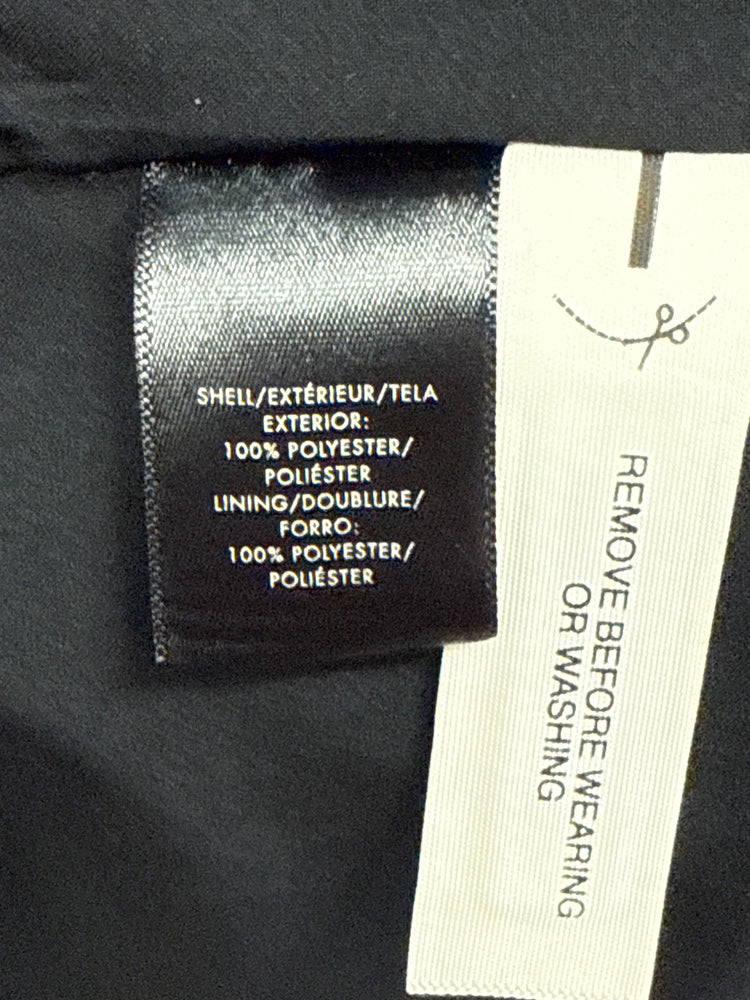 SHELL/EXTÉRIEUR/TELA
EXTERIOR:
100% POLYESTER/
POLIÉSTER
LINING/DOUBLURE/
FORRO:
100% POLYESTER/
POLIÉSTER
REMOVE BEFORE WEARING
OR WASHING